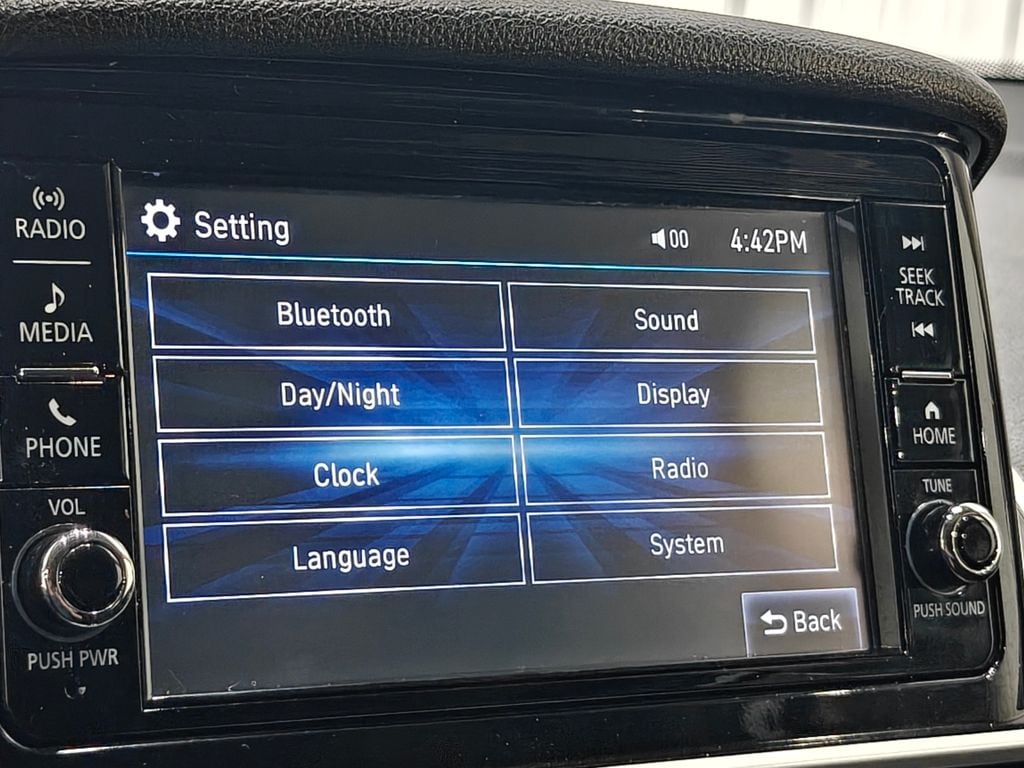 RADIO
MEDIA
PHONE
VOL
PUSH PWR
Setting
00
4:42PM
Bluetooth
Sound
Day/Night
Display
Clock
Radio
Language
System
Back
SEEK
TRACK
HOME
TUNE
PUSH SOUND